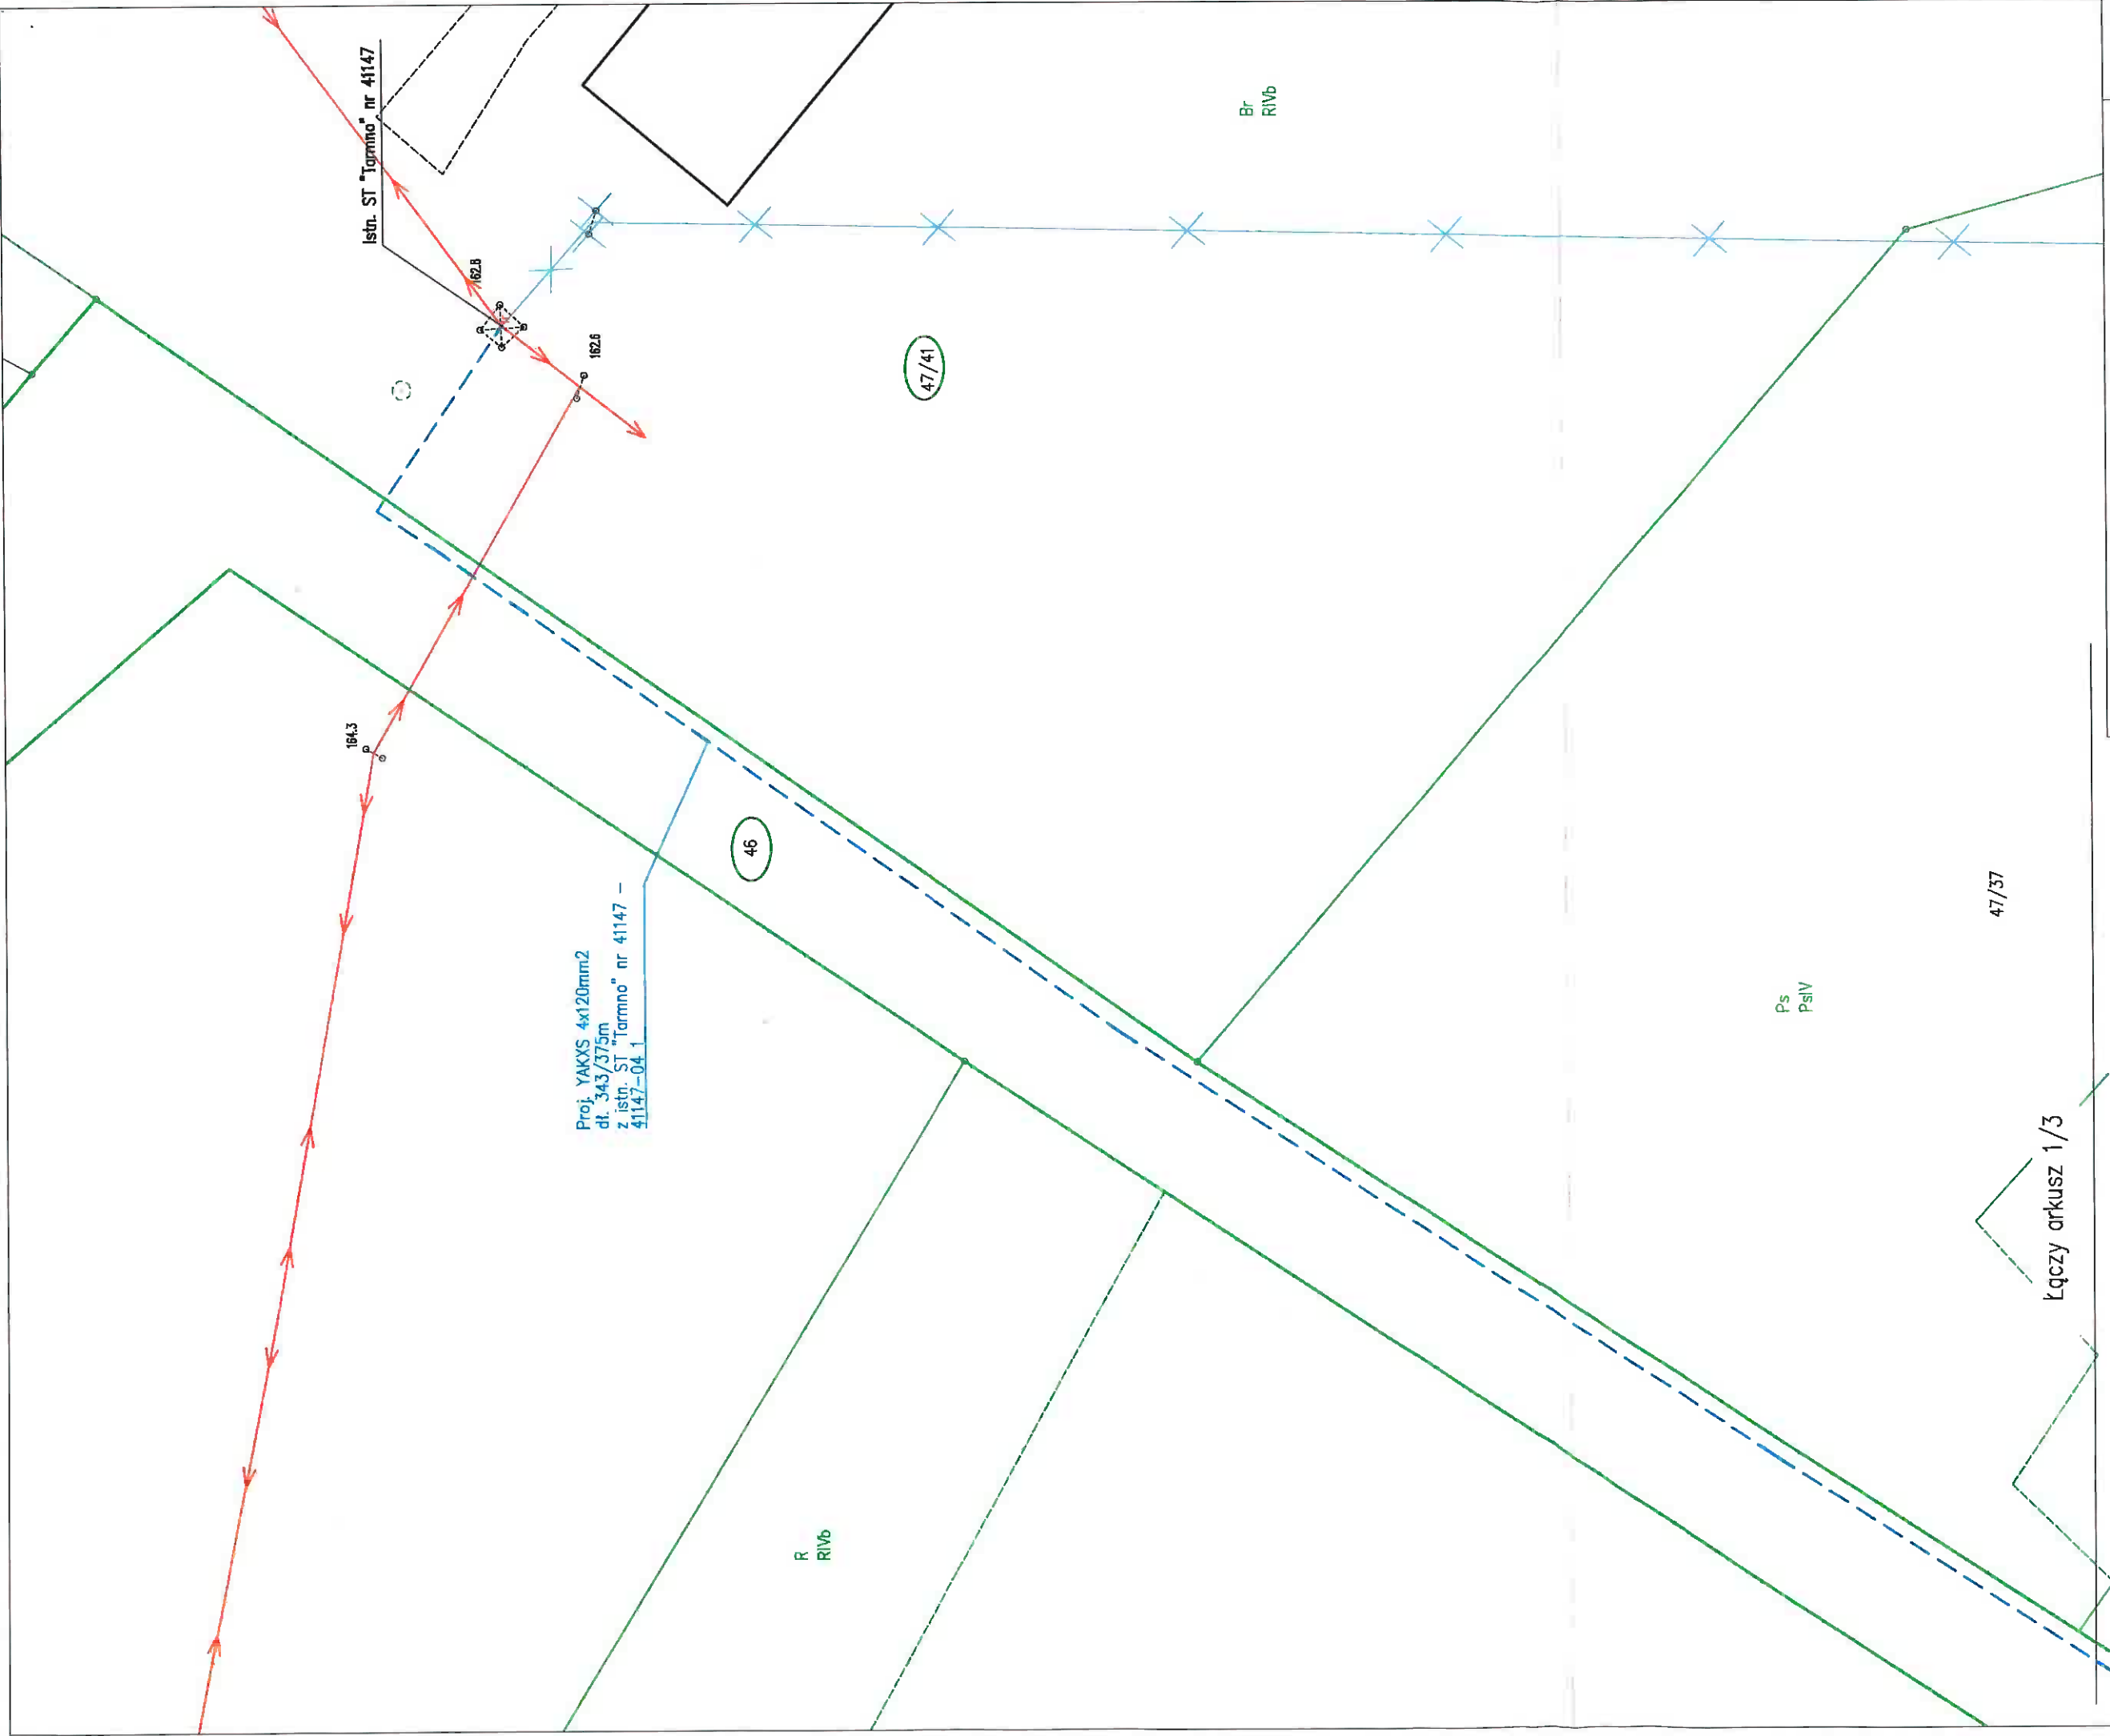 Istn. ST "Tarmno" nr 41147
162.8
162.6
164.3
47/41
Br
RIVb
46
Proj. YAKXS 4x120mm2
dł. 343/375m
z istn. ST "Tarmno" nr 41147 -
41147-04.1
R
RIVb
Ps
PsIV
47/37
Łączy arkusz 1/3